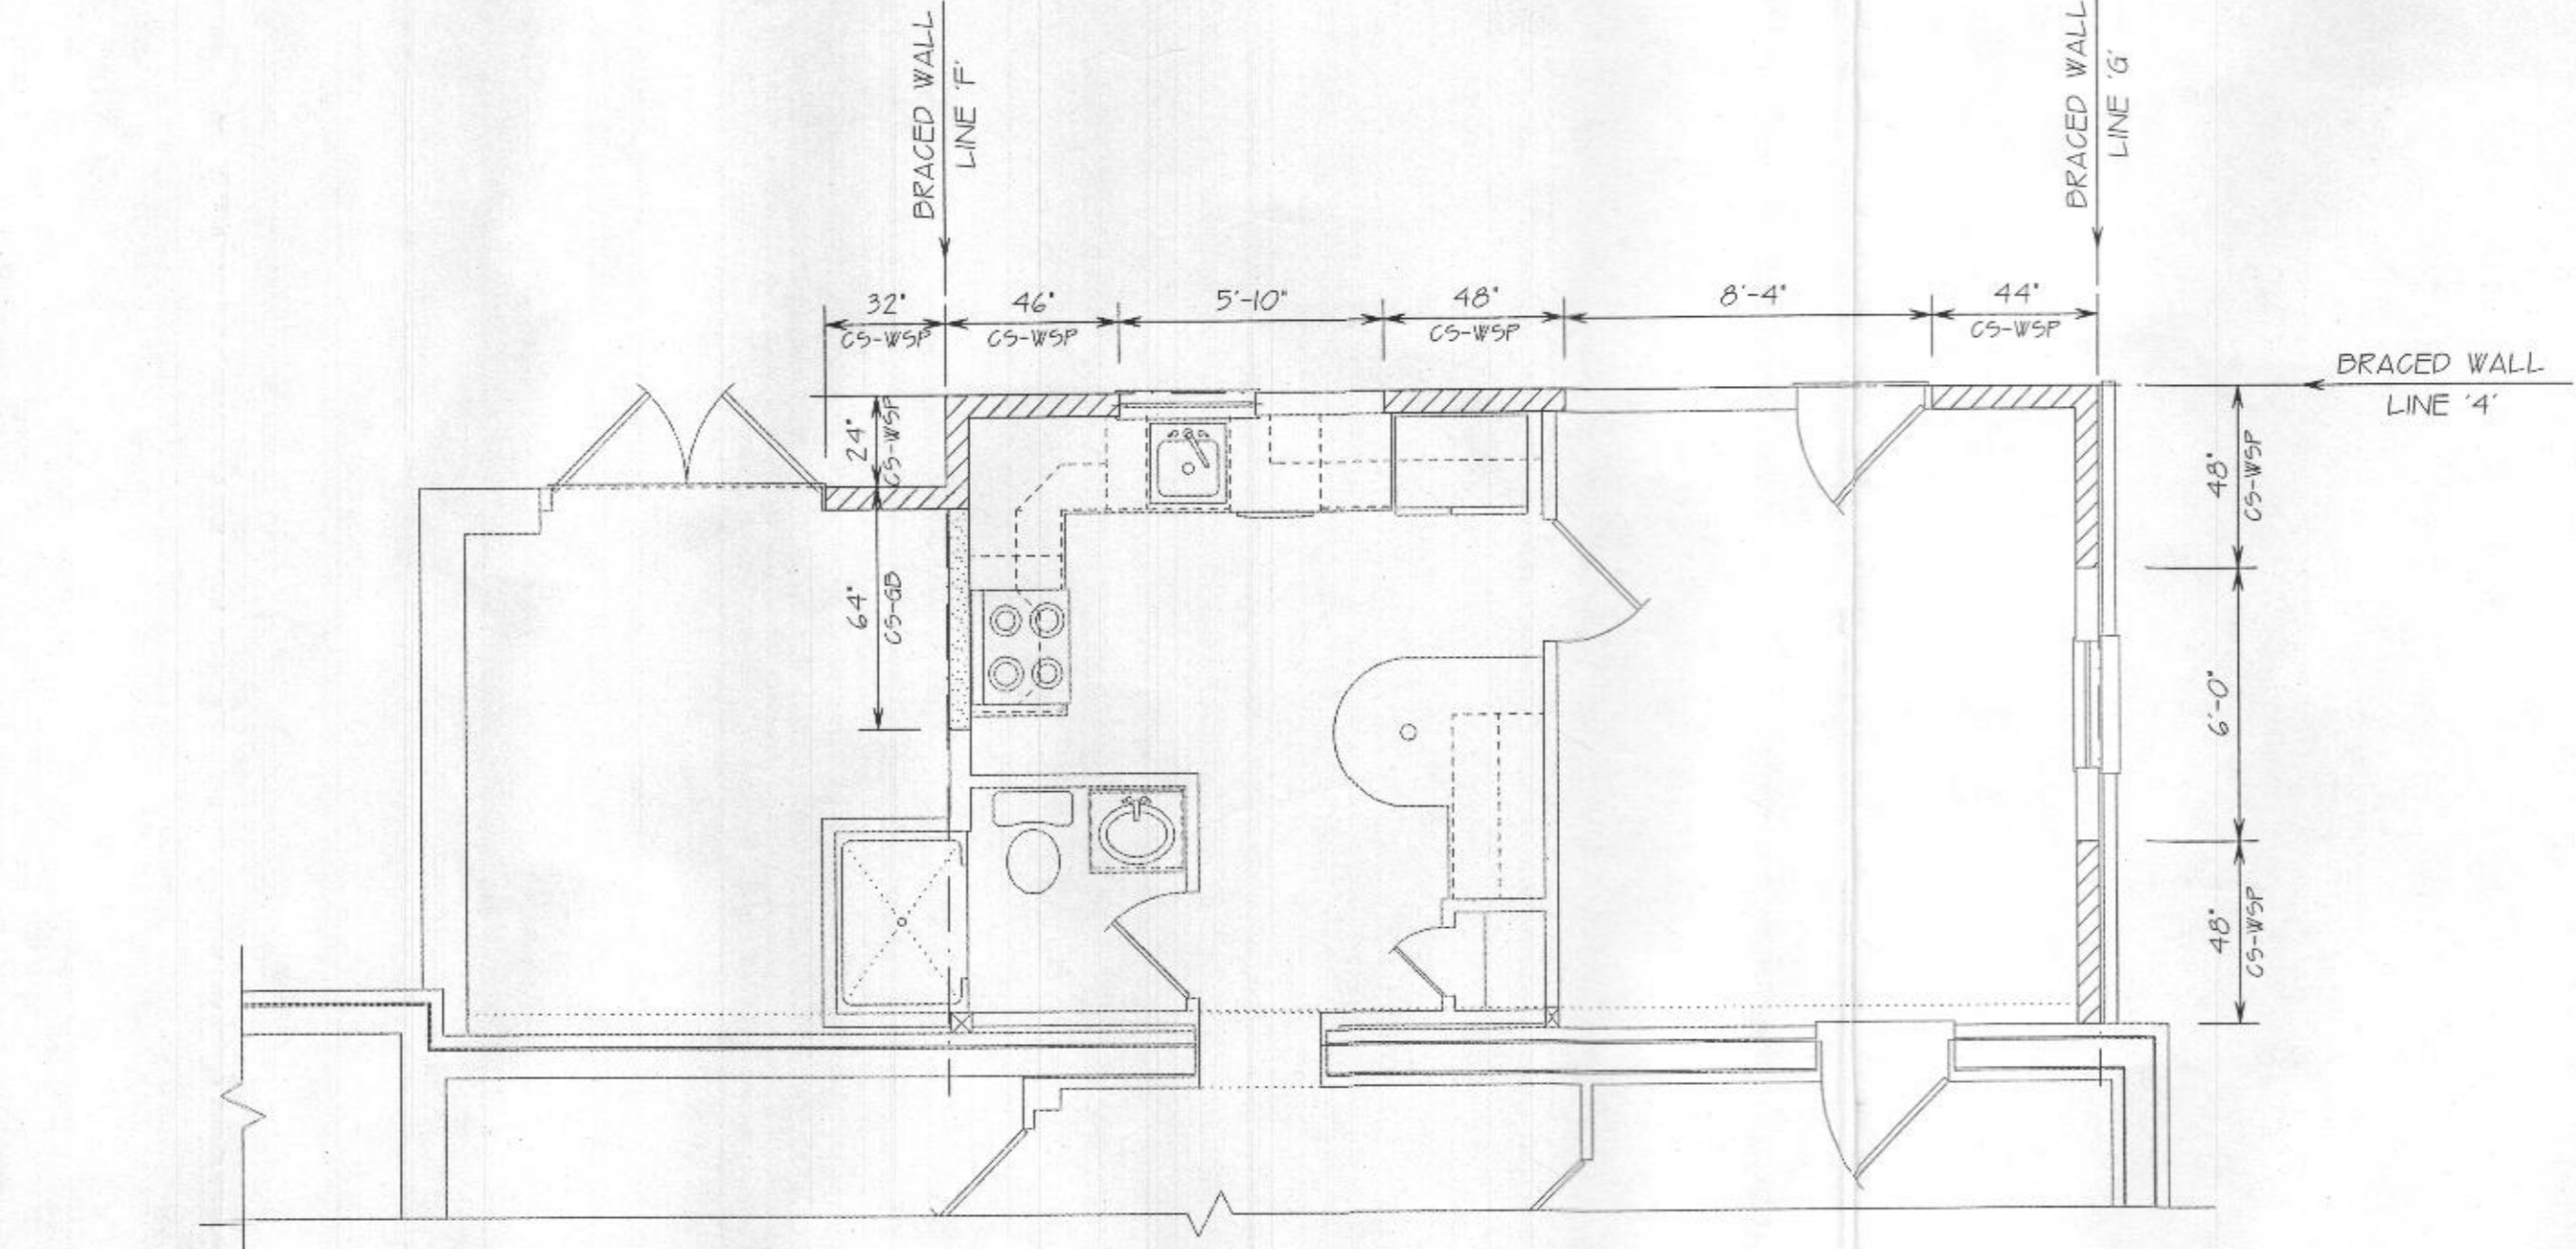 BRACED WALL
LINE 'F'
BRACED WALL
LINE 'G'
32"
CS-WSP
46"
CS-WSP
5'-10"
48"
CS-WSP
8'-4"
44"
CS-WSP
BRACED WALL
LINE '4'
24"
CS-WSP
64"
CS-GB
48"
CS-WSP
6'-0"
48"
CS-WSP